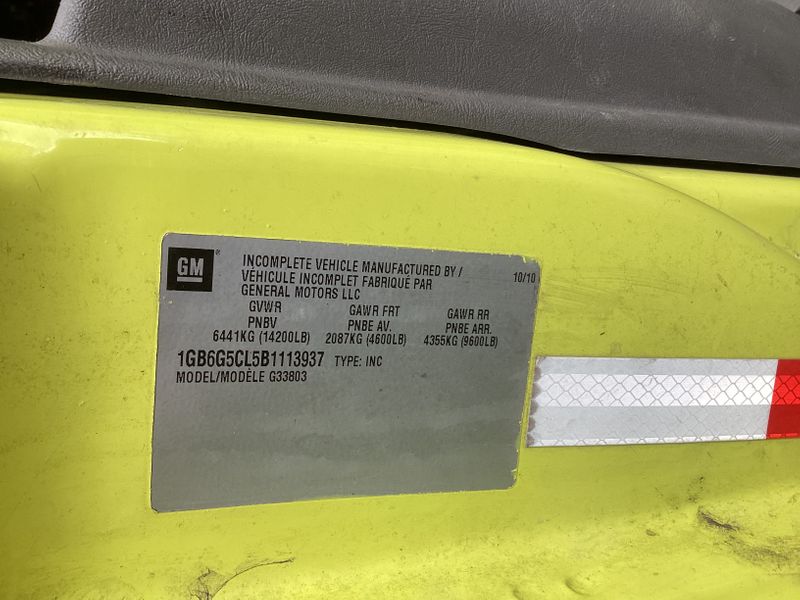 GM® INCOMPLETE VEHICLE MANUFACTURED BY / 10/10
VÉHICULE INCOMPLET FABRIQUÉ PAR
GENERAL MOTORS LLC
GVWR GAWR FRT GAWR RR
PNBV PNBE AV. PNBE ARR.
6441KG (14200LB) 2087KG (4600LB) 4355KG (9600LB)
1GB6G5CL5B1113937 TYPE: INC
MODEL/MODÈLE G33803